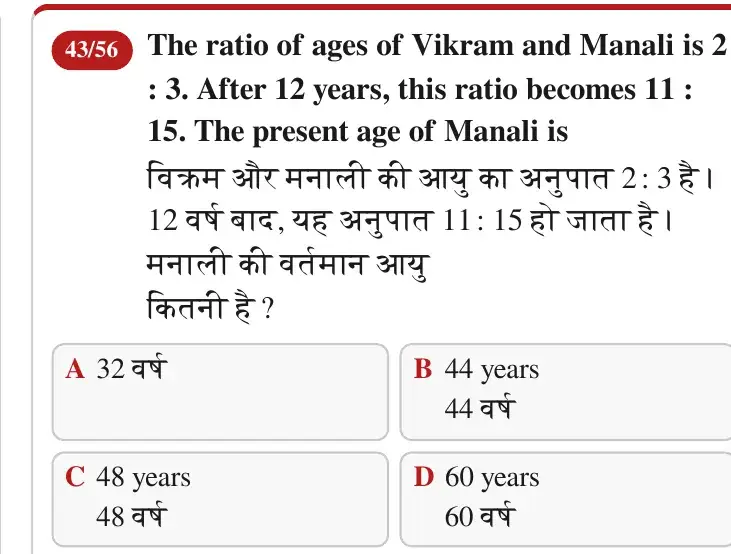 43/56 The ratio of ages of Vikram and Manali is 2
: 3. After 12 years, this ratio becomes 11 :
15. The present age of Manali is
विक्रम और मनाली की आयु का अनुपात 2 : 3 है।
12 वर्ष बाद, यह अनुपात 11 : 15 हो जाता है।
मनाली की वर्तमान आयु
कितनी है ?
A 32 वर्ष
B 44 years
44 वर्ष
C 48 years
48 वर्ष
D 60 years
60 वर्ष